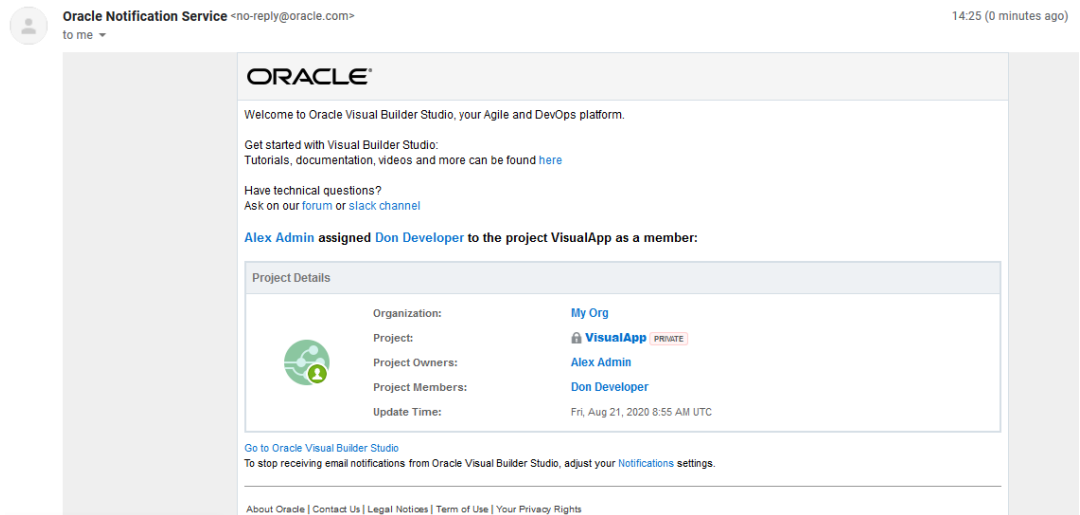 Oracle Notification Service <no-reply@oracle.com>
14:25 (0 minutes ago)
to me
ORACLE
Welcome to Oracle Visual Builder Studio, your Agile and DevOps platform.
Get started with Visual Builder Studio:
Tutorials, documentation, videos and more can be found here
Have technical questions?
Ask on our forum or slack channel
Alex Admin assigned Don Developer to the project VisualApp as a member:
Project Details
Organization: My Org
Project: VisualApp PRIVATE
Project Owners: Alex Admin
Project Members: Don Developer
Update Time: Fri, Aug 21, 2020 8:55 AM UTC
Go to Oracle Visual Builder Studio
To stop receiving email notifications from Oracle Visual Builder Studio, adjust your Notifications settings.
About Oracle | Contact Us | Legal Notices | Term of Use | Your Privacy Rights